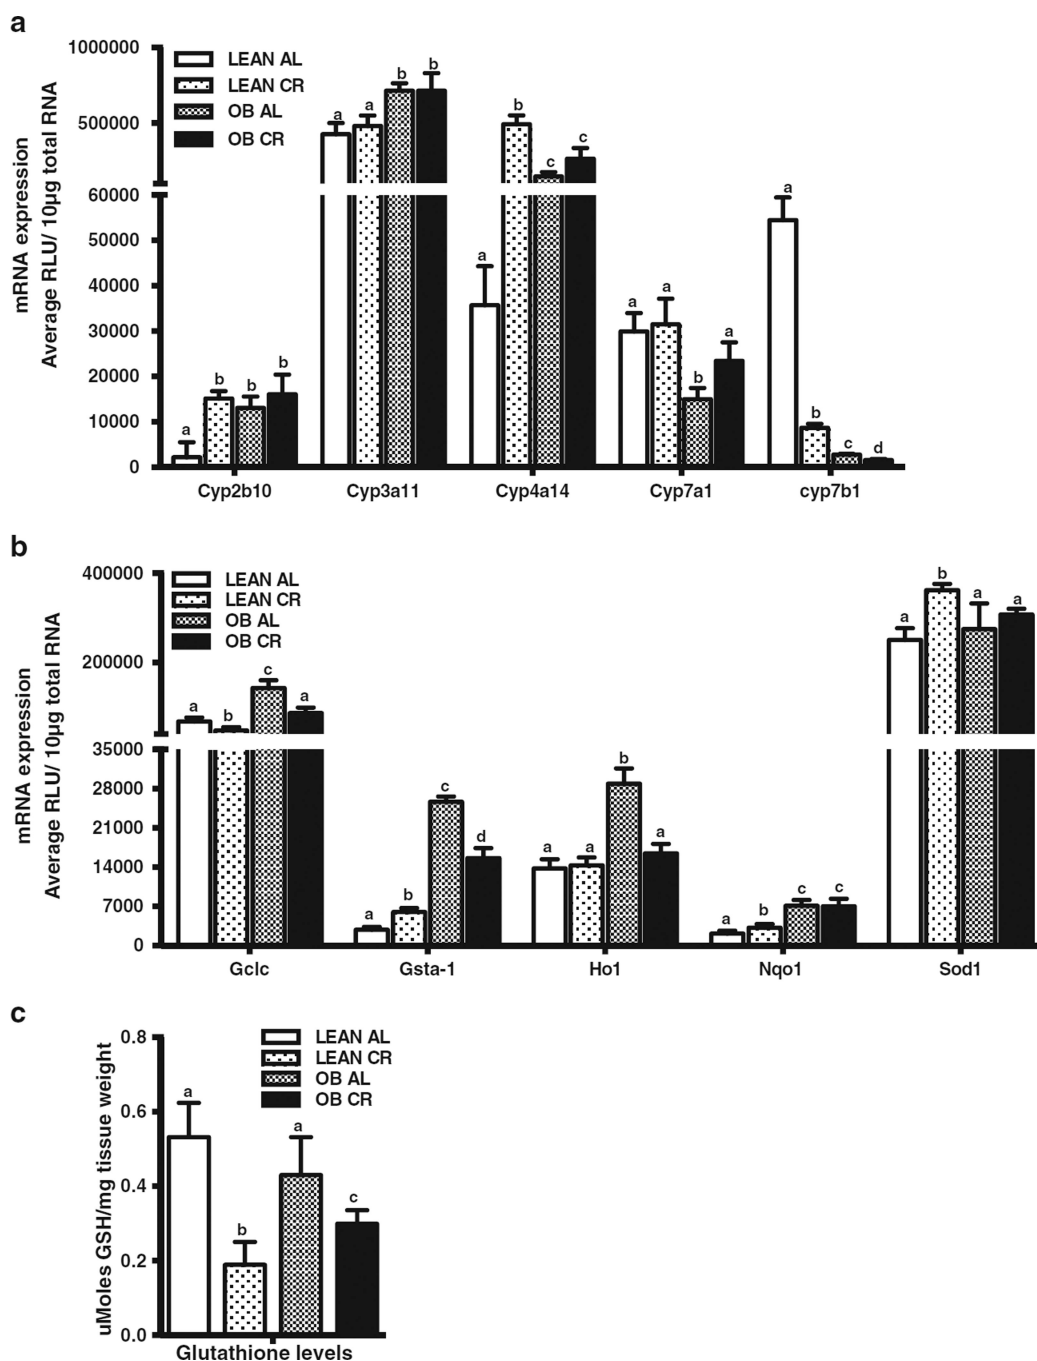 a
mRNA expression
Average RLU/ 10µg total RNA
1000000
500000
60000
50000
40000
30000
20000
10000
0
LEAN AL
LEAN CR
OB AL
OB CR
a
b
b
b
a
a
b
b
a
b
c
c
a
a
b
a
a
b
c
d
Cyp2b10
Cyp3a11
Cyp4a14
Cyp7a1
cyp7b1
b
mRNA expression
Average RLU/ 10µg total RNA
400000
200000
35000
28000
21000
14000
7000
0
LEAN AL
LEAN CR
OB AL
OB CR
a
b
c
a
a
b
c
d
a
a
b
a
a
b
c
c
a
b
a
a
Gclc
Gsta-1
Ho1
Nqo1
Sod1
c
uMoles GSH/mg tissue weight
0.8
0.6
0.4
0.2
0.0
LEAN AL
LEAN CR
OB AL
OB CR
a
b
a
c
Glutathione levels